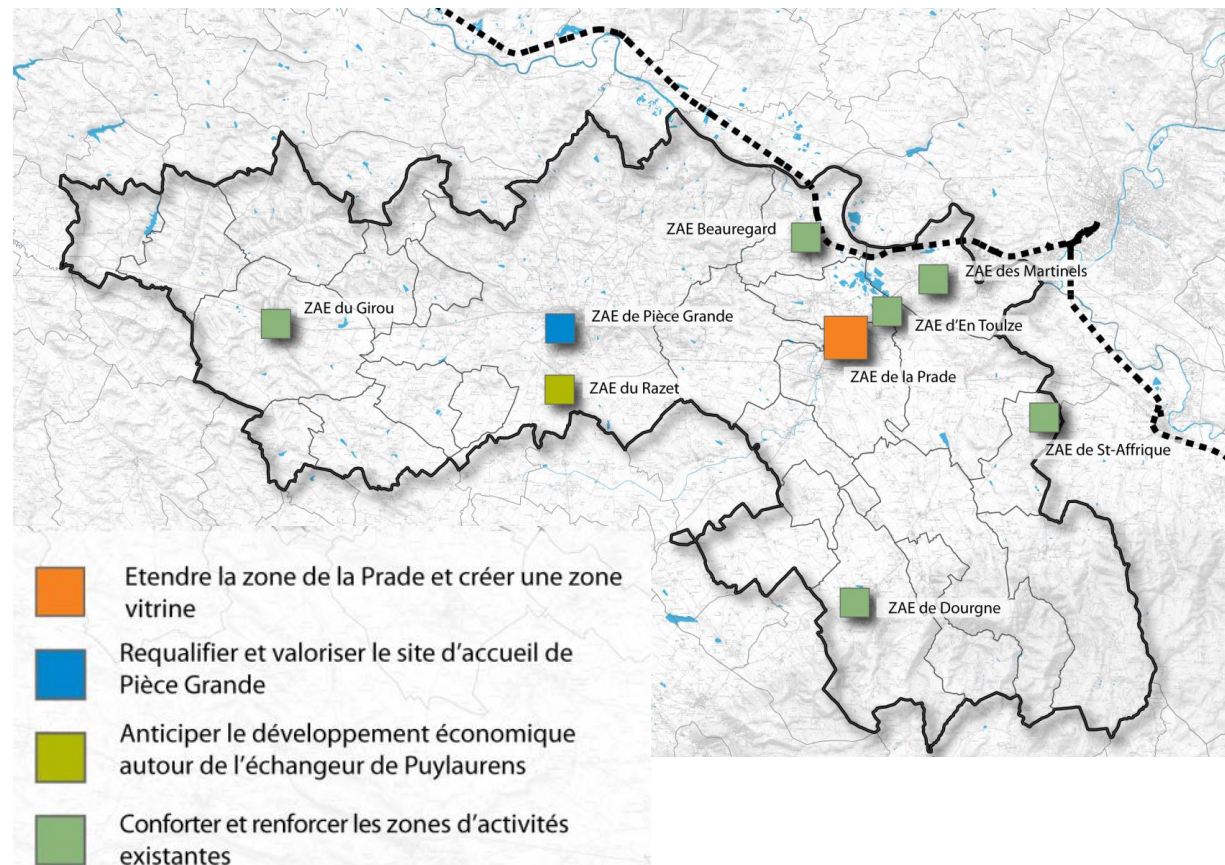 ZAE Beauregard
ZAE des Martinels
ZAE du Girou
ZAE de Pièce Grande
ZAE d'En Toulze
ZAE de la Prade
ZAE du Razet
ZAE de St-Affrique
ZAE de Dourgne
Etendre la zone de la Prade et créer une zone
vitrine
Requalifier et valoriser le site d'accueil de
Pièce Grande
Anticiper le développement économique
autour de l'échangeur de Puylaurens
Conforter et renforcer les zones d'activités
existantes